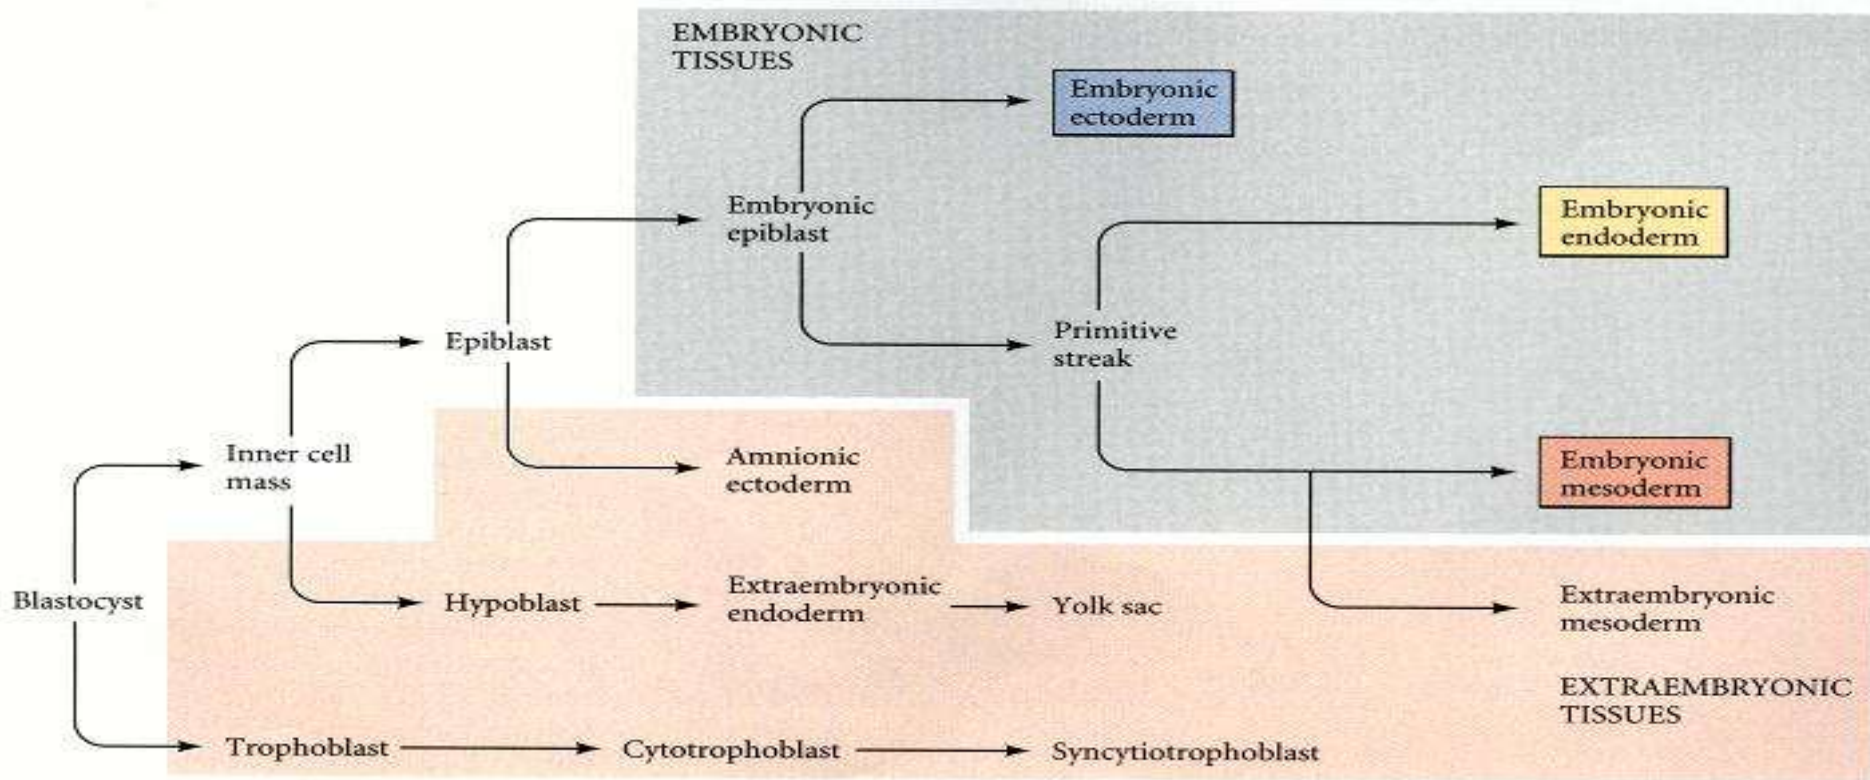 EMBRYONIC
TISSUES
Embryonic
ectoderm
Embryonic
epiblast
Embryonic
endoderm
Epiblast
Primitive
streak
Inner cell
mass
Amnionic
ectoderm
Embryonic
mesoderm
Blastocyst
Hypoblast
Extraembryonic
endoderm
Yolk sac
Extraembryonic
mesoderm
EXTRAEMBRYONIC
TISSUES
Trophoblast
Cytotrophoblast
Syncytiotrophoblast